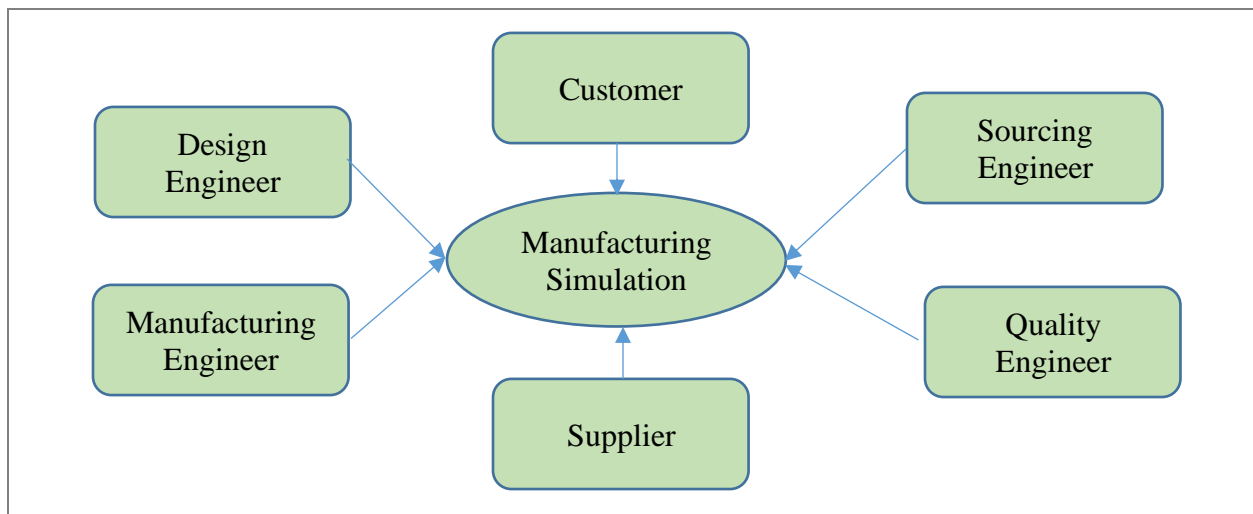 Customer
Design
Engineer
Sourcing
Engineer
Manufacturing
Simulation
Manufacturing
Engineer
Quality
Engineer
Supplier